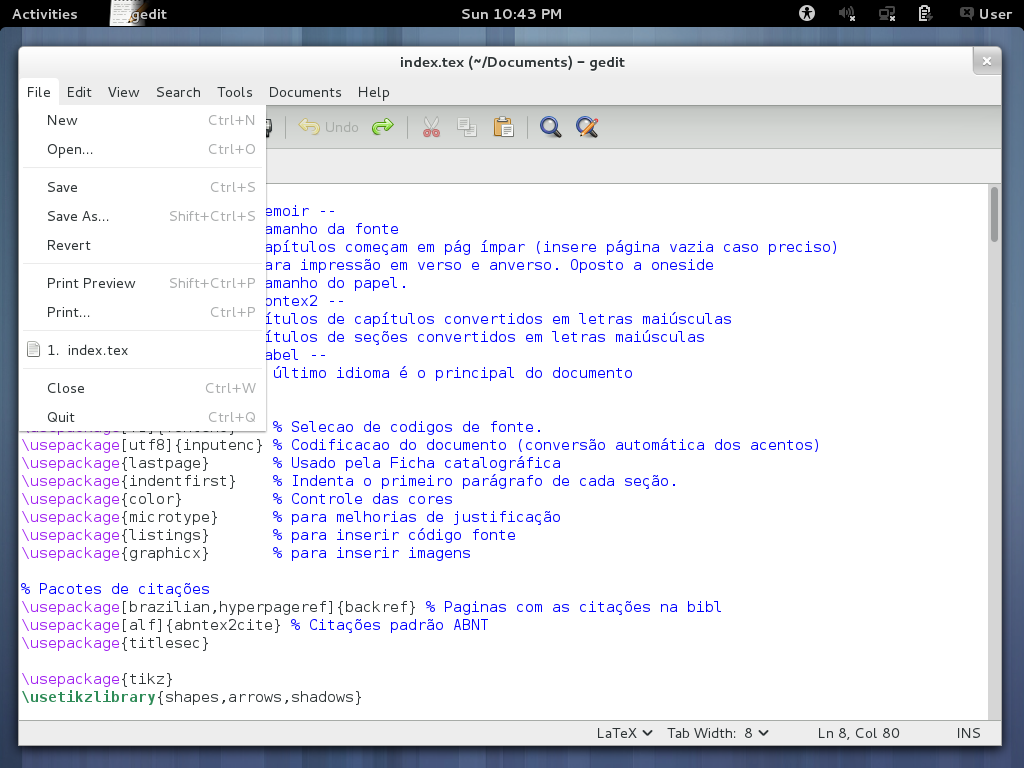 Activities gedit Sun 10:43 PM User
index.tex (~/Documents) – gedit
File Edit View Search Tools Documents Help
New Ctrl+N
Open... Ctrl+O
Save Ctrl+S
Save As... Shift+Ctrl+S
Revert
Print Preview Shift+Ctrl+P
Print... Ctrl+P
1. index.tex
Close Ctrl+W
Quit Ctrl+Q
Undo
emoir --
amanho da fonte
apítulos começam em pág ímpar (insere página vazia caso preciso)
ara impressão em verso e anverso. Oposto a oneside
amanho do papel.
ontex2 --
ítulos de capítulos convertidos em letras maiúsculas
ítulos de seções convertidos em letras maiúsculas
abel --
último idioma é o principal do documento
% Selecao de codigos de fonte.
\usepackage[utf8]{inputenc} % Codificacao do documento (conversão automática dos acentos)
\usepackage{lastpage} % Usado pela Ficha catalográfica
\usepackage{indentfirst} % Indenta o primeiro parágrafo de cada seção.
\usepackage{color} % Controle das cores
\usepackage{microtype} % para melhorias de justificação
\usepackage{listings} % para inserir código fonte
\usepackage{graphicx} % para inserir imagens
% Pacotes de citações
\usepackage[brazilian,hyperpageref]{backref} % Paginas com as citações na bibl
\usepackage[alf]{abntex2cite} % Citações padrão ABNT
\usepackage{titlesec}
\usepackage{tikz}
\usetikzlibrary{shapes,arrows,shadows}
LaTeX Tab Width: 8 Ln 8, Col 80 INS